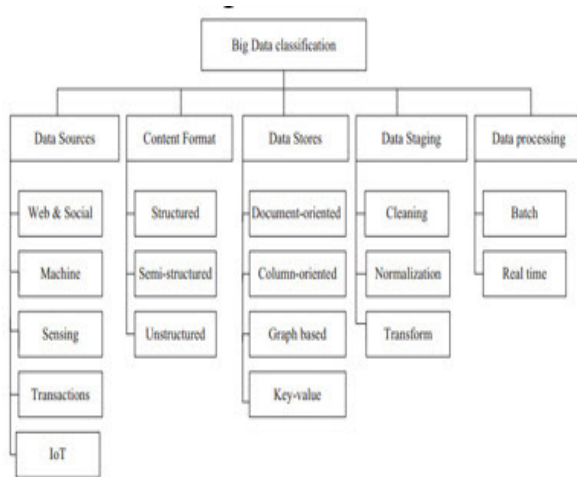 Big Data classification
Data Sources
Content Format
Data Stores
Data Staging
Data processing
Web & Social
Structured
Document-oriented
Cleaning
Batch
Machine
Semi-structured
Column-oriented
Normalization
Real time
Sensing
Unstructured
Graph based
Transform
Transactions
Key-value
IoT